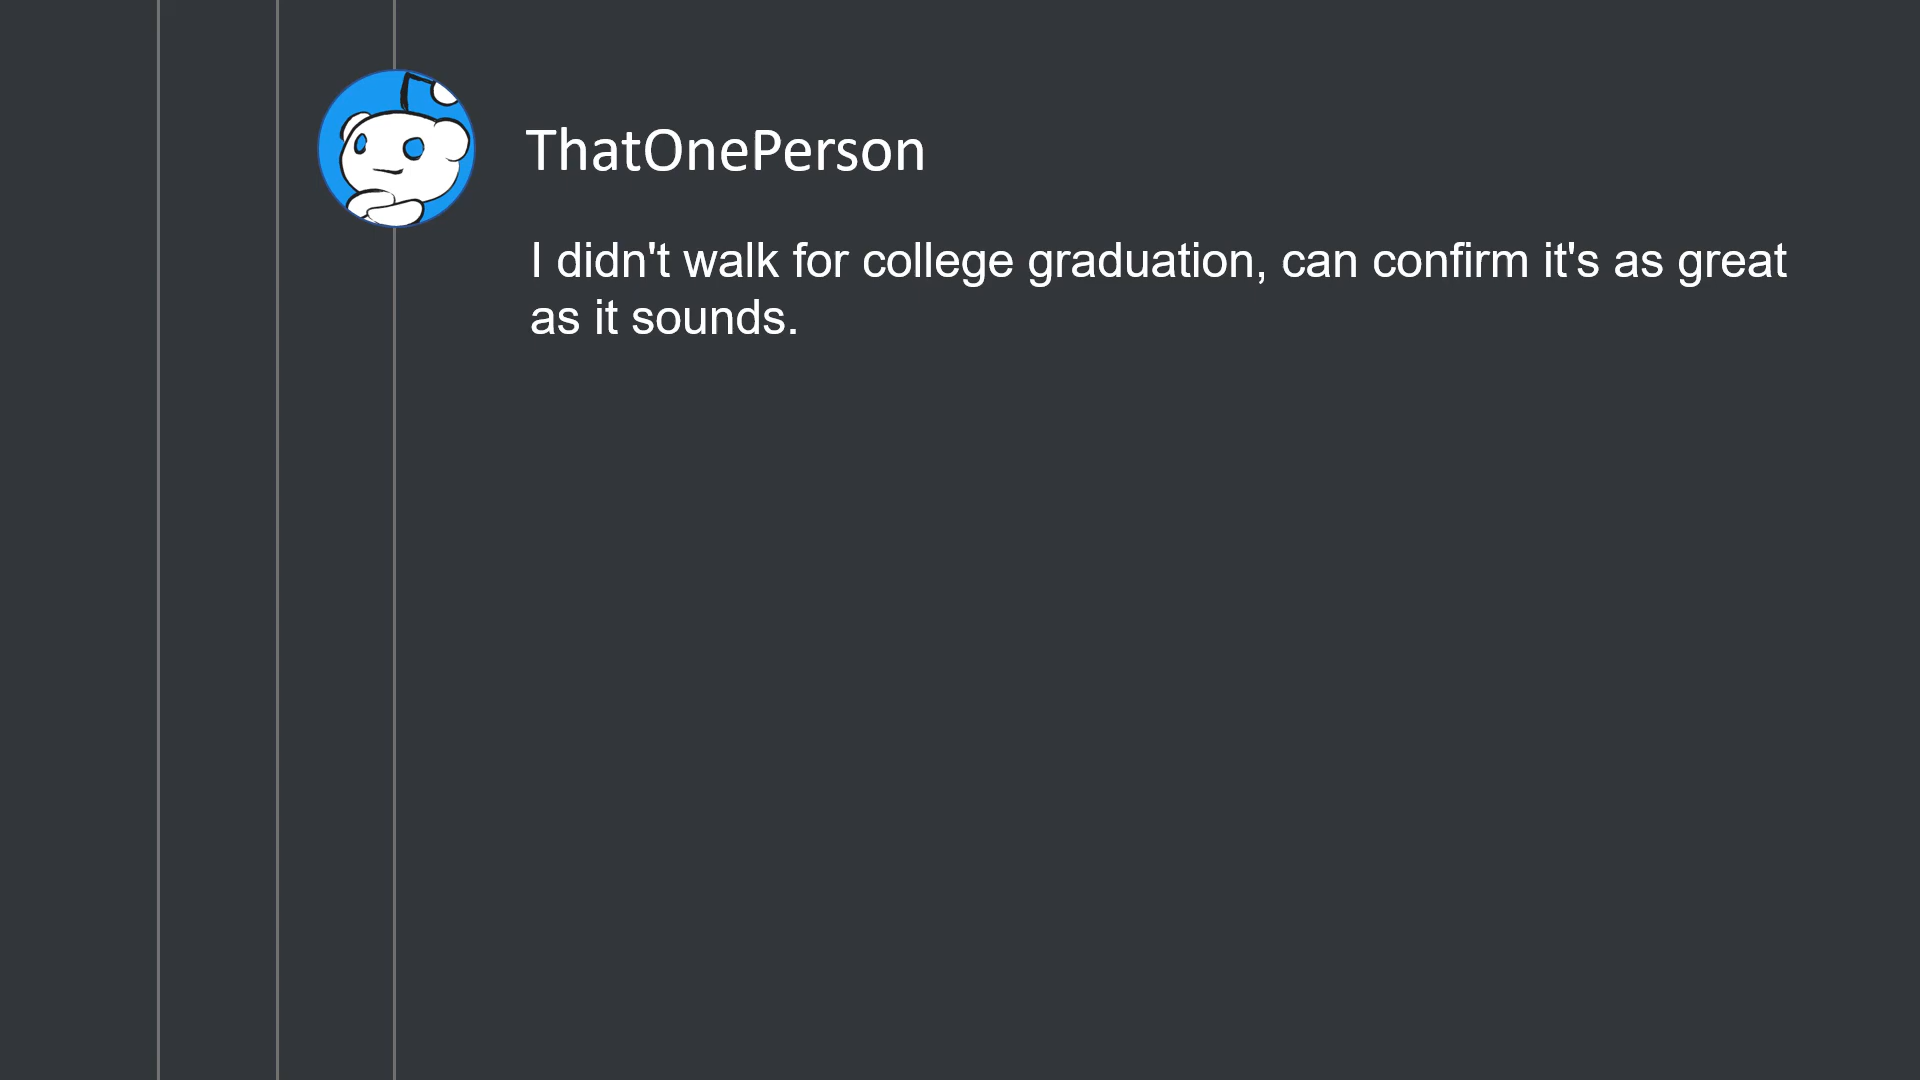 ThatOnePerson
I didn't walk for college graduation, can confirm it's as great
as it sounds.